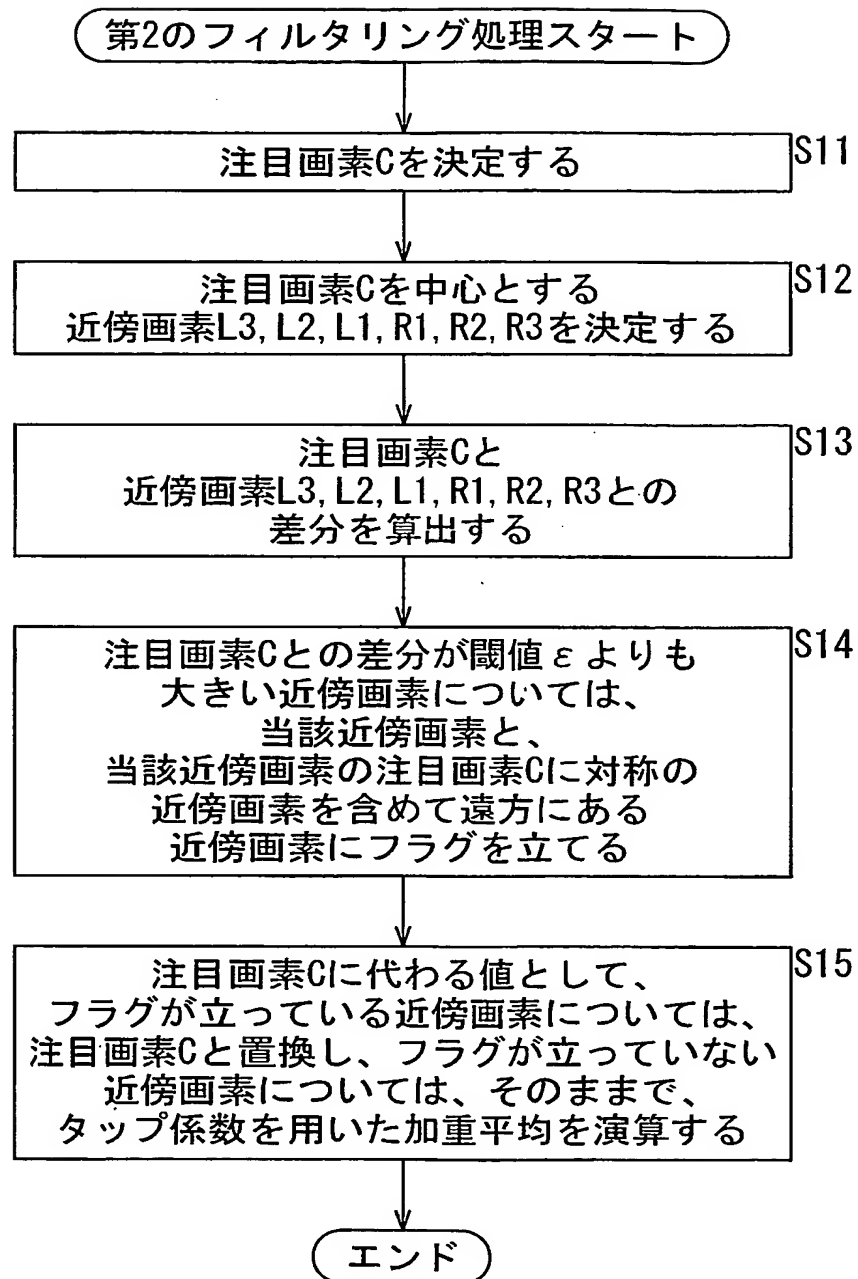 第2のフィルタリング処理スタート
注目画素Cを決定する
S11
注目画素Cを中心とする
近傍画素L3, L2, L1, R1, R2, R3を決定する
S12
注目画素Cと
近傍画素L3, L2, L1, R1, R2, R3との
差分を算出する
S13
注目画素Cとの差分が閾値εよりも
大きい近傍画素については、
当該近傍画素と、
当該近傍画素の注目画素Cに対称の
近傍画素を含めて遠方にある
近傍画素にフラグを立てる
S14
注目画素Cに代わる値として、
フラグが立っている近傍画素については、
注目画素Cと置換し、フラグが立っていない
近傍画素については、そのままで、
タップ係数を用いた加重平均を演算する
S15
エンド